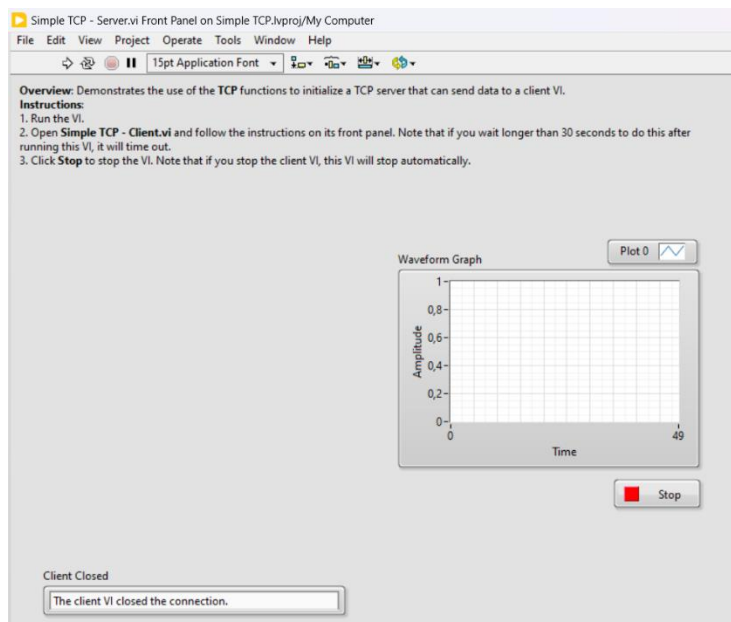 Simple TCP - Server.vi Front Panel on Simple TCP.lvproj/My Computer
File Edit View Project Operate Tools Window Help
15pt Application Font
Overview: Demonstrates the use of the TCP functions to initialize a TCP server that can send data to a client VI.
Instructions:
1. Run the VI.
2. Open Simple TCP - Client.vi and follow the instructions on its front panel. Note that if you wait longer than 30 seconds to do this after
running this VI, it will time out.
3. Click Stop to stop the VI. Note that if you stop the client VI, this VI will stop automatically.
Waveform Graph
Plot 0
1
0,8
0,6
0,4
0,2
0
Amplitude
0
49
Time
Stop
Client Closed
The client VI closed the connection.